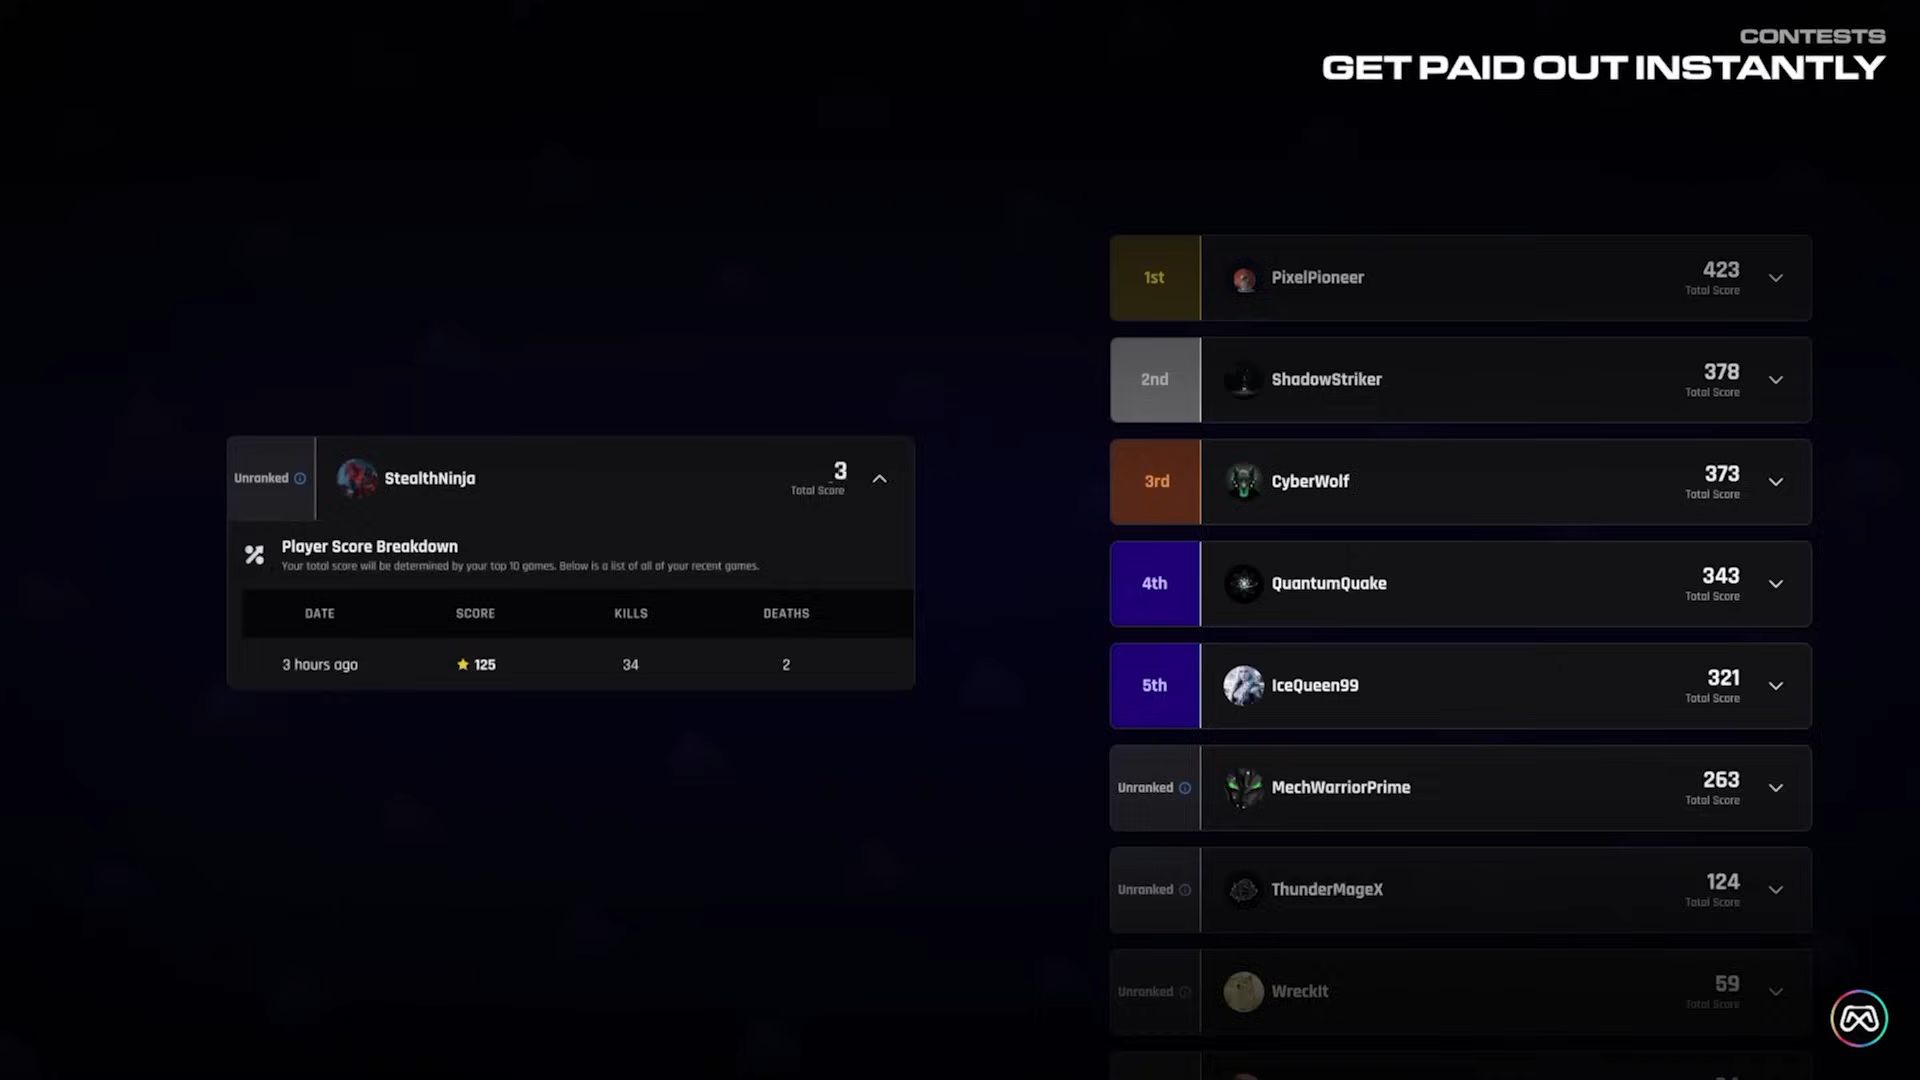 CONTESTS
GET PAID OUT INSTANTLY
Unranked
StealthNinja
3
Total Score
Player Score Breakdown
Your total score will be determined by your top 10 games. Below is a list of all of your recent games.
DATE SCORE KILLS DEATHS
3 hours ago 125 34 2
1st PixelPioneer 423
Total Score
2nd ShadowStriker 378
Total Score
3rd CyberWolf 373
Total Score
4th QuantumQuake 343
Total Score
5th IceQueen99 321
Total Score
Unranked MechWarriorPrime 263
Total Score
Unranked ThunderMageX 124
Total Score
Unranked WreckIt 59
Total Score